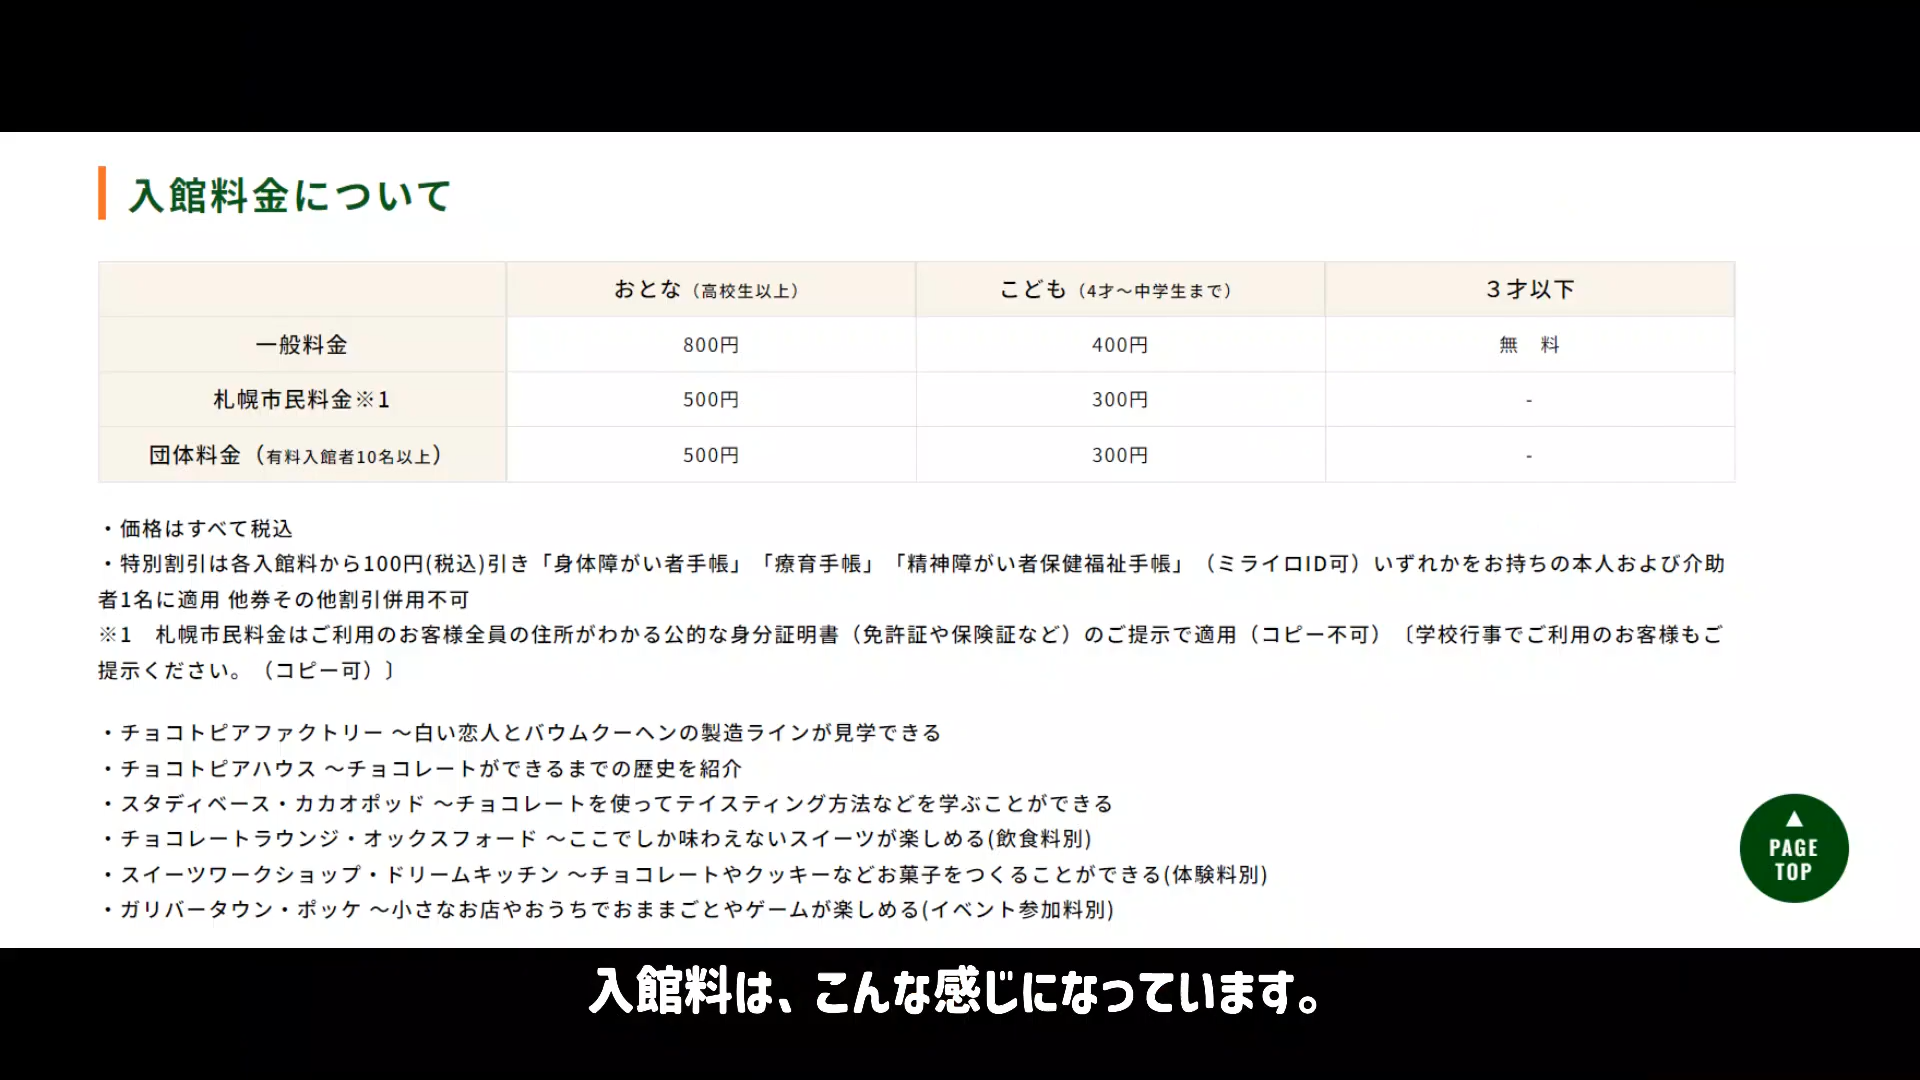 入館料金について
おとな（高校生以上） こども（4才〜中学生まで） ３才以下
一般料金 800円 400円 無　料
札幌市民料金※1 500円 300円 -
団体料金（有料入館者10名以上） 500円 300円 -
・価格はすべて税込
・特別割引は各入館料から100円(税込)引き「身体障がい者手帳」「療育手帳」「精神障がい者保健福祉手帳」（ミライロID可）いずれかをお持ちの本人および介助
者1名に適用 他券その他割引併用不可
※1　札幌市民料金はご利用のお客様全員の住所がわかる公的な身分証明書（免許証や保険証など）のご提示で適用（コピー不可）〔学校行事でご利用のお客様もご
提示ください。（コピー可）〕
・チョコトピアファクトリー 〜白い恋人とバウムクーヘンの製造ラインが見学できる
・チョコトピアハウス 〜チョコレートができるまでの歴史を紹介
・スタディベース・カカオポッド 〜チョコレートを使ってテイスティング方法などを学ぶことができる
・チョコレートラウンジ・オックスフォード 〜ここでしか味わえないスイーツが楽しめる(飲食料別)
・スイーツワークショップ・ドリームキッチン 〜チョコレートやクッキーなどお菓子をつくることができる(体験料別)
・ガリバータウン・ポッケ 〜小さなお店やおうちでおままごとやゲームが楽しめる(イベント参加料別)
▲
PAGE
TOP
入館料は、こんな感じになっています。